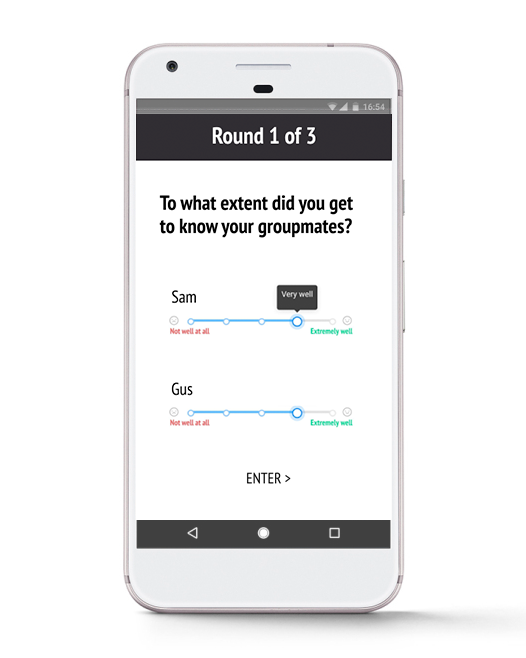 16:54
Round 1 of 3
To what extent did you get
to know your groupmates?
Sam
Very well
Not well at all Extremely well
Gus
Not well at all Extremely well
ENTER >